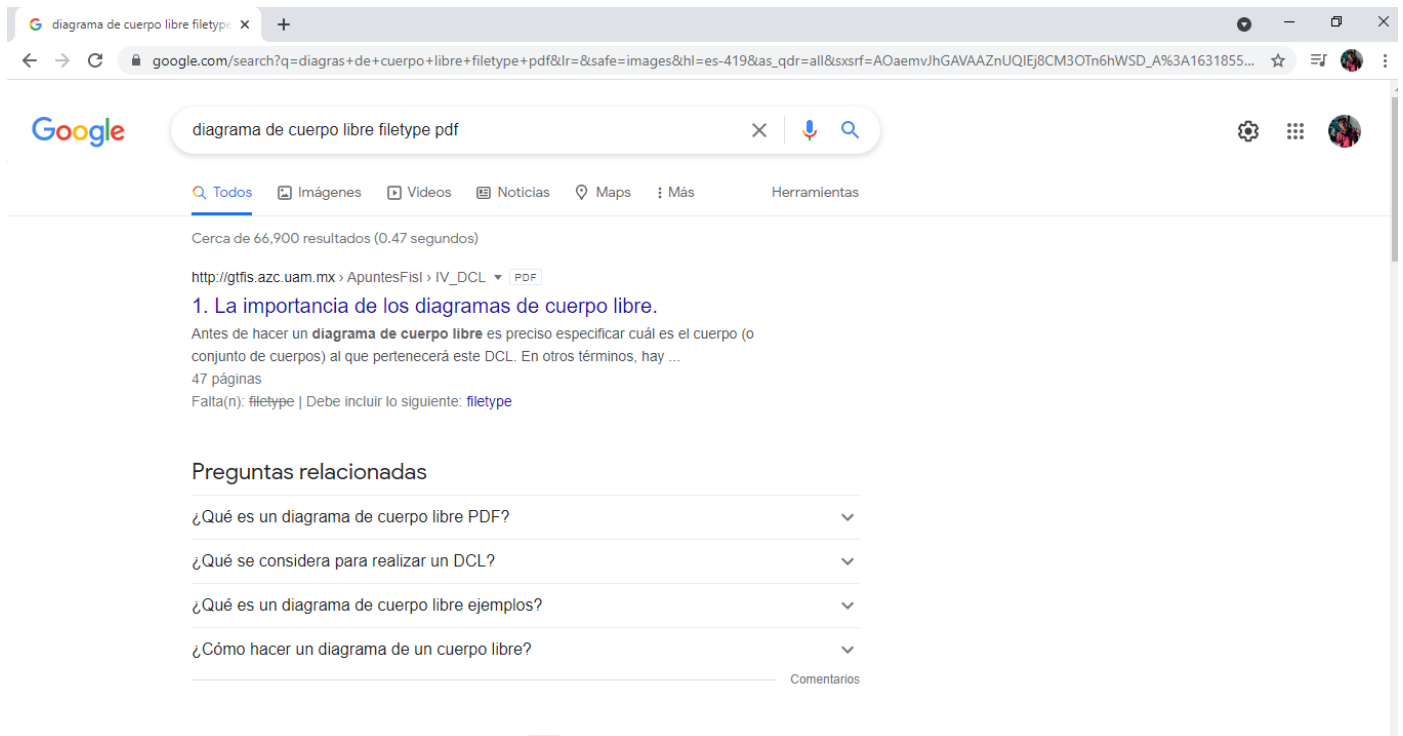 diagrama de cuerpo libre filetype
google.com/search?q=diagras+de+cuerpo+libre+filetype+pdf&lr=&safe=images&hl=es-419&as_qdr=all&sxsrf=AOaemvJhGAVAAZnUQIEj8CM3OTn6hWSD_A%3A1631855...
Google
diagrama de cuerpo libre filetype pdf
Todos Imágenes Videos Noticias Maps Más Herramientas
Cerca de 66,900 resultados (0.47 segundos)
http://gtfis.azc.uam.mx › ApuntesFisI › IV_DCL PDF
1. La importancia de los diagramas de cuerpo libre.
Antes de hacer un diagrama de cuerpo libre es preciso especificar cuál es el cuerpo (o
conjunto de cuerpos) al que pertenecerá este DCL. En otros términos, hay ...
47 páginas
Falta(n): filetype | Debe incluir lo siguiente: filetype
Preguntas relacionadas
¿Qué es un diagrama de cuerpo libre PDF?
¿Qué se considera para realizar un DCL?
¿Qué es un diagrama de cuerpo libre ejemplos?
¿Cómo hacer un diagrama de un cuerpo libre?
Comentarios